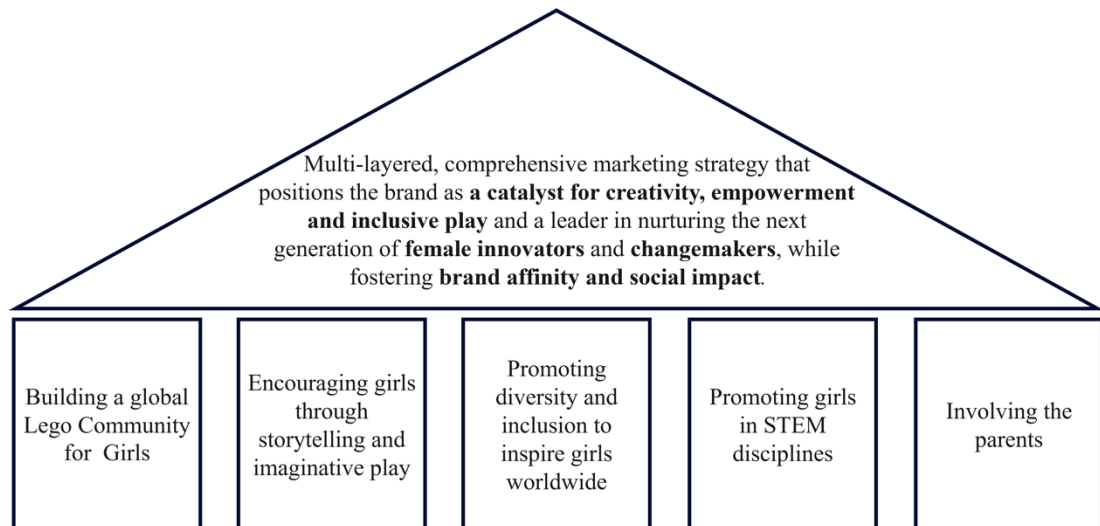 Multi-layered, comprehensive marketing strategy that
positions the brand as a catalyst for creativity, empowerment
and inclusive play and a leader in nurturing the next
generation of female innovators and changemakers, while
fostering brand affinity and social impact.
Building a global
Lego Community
for Girls
Encouraging girls
through
storytelling and
imaginative play
Promoting
diversity and
inclusion to
inspire girls
worldwide
Promoting girls
in STEM
disciplines
Involving the
parents